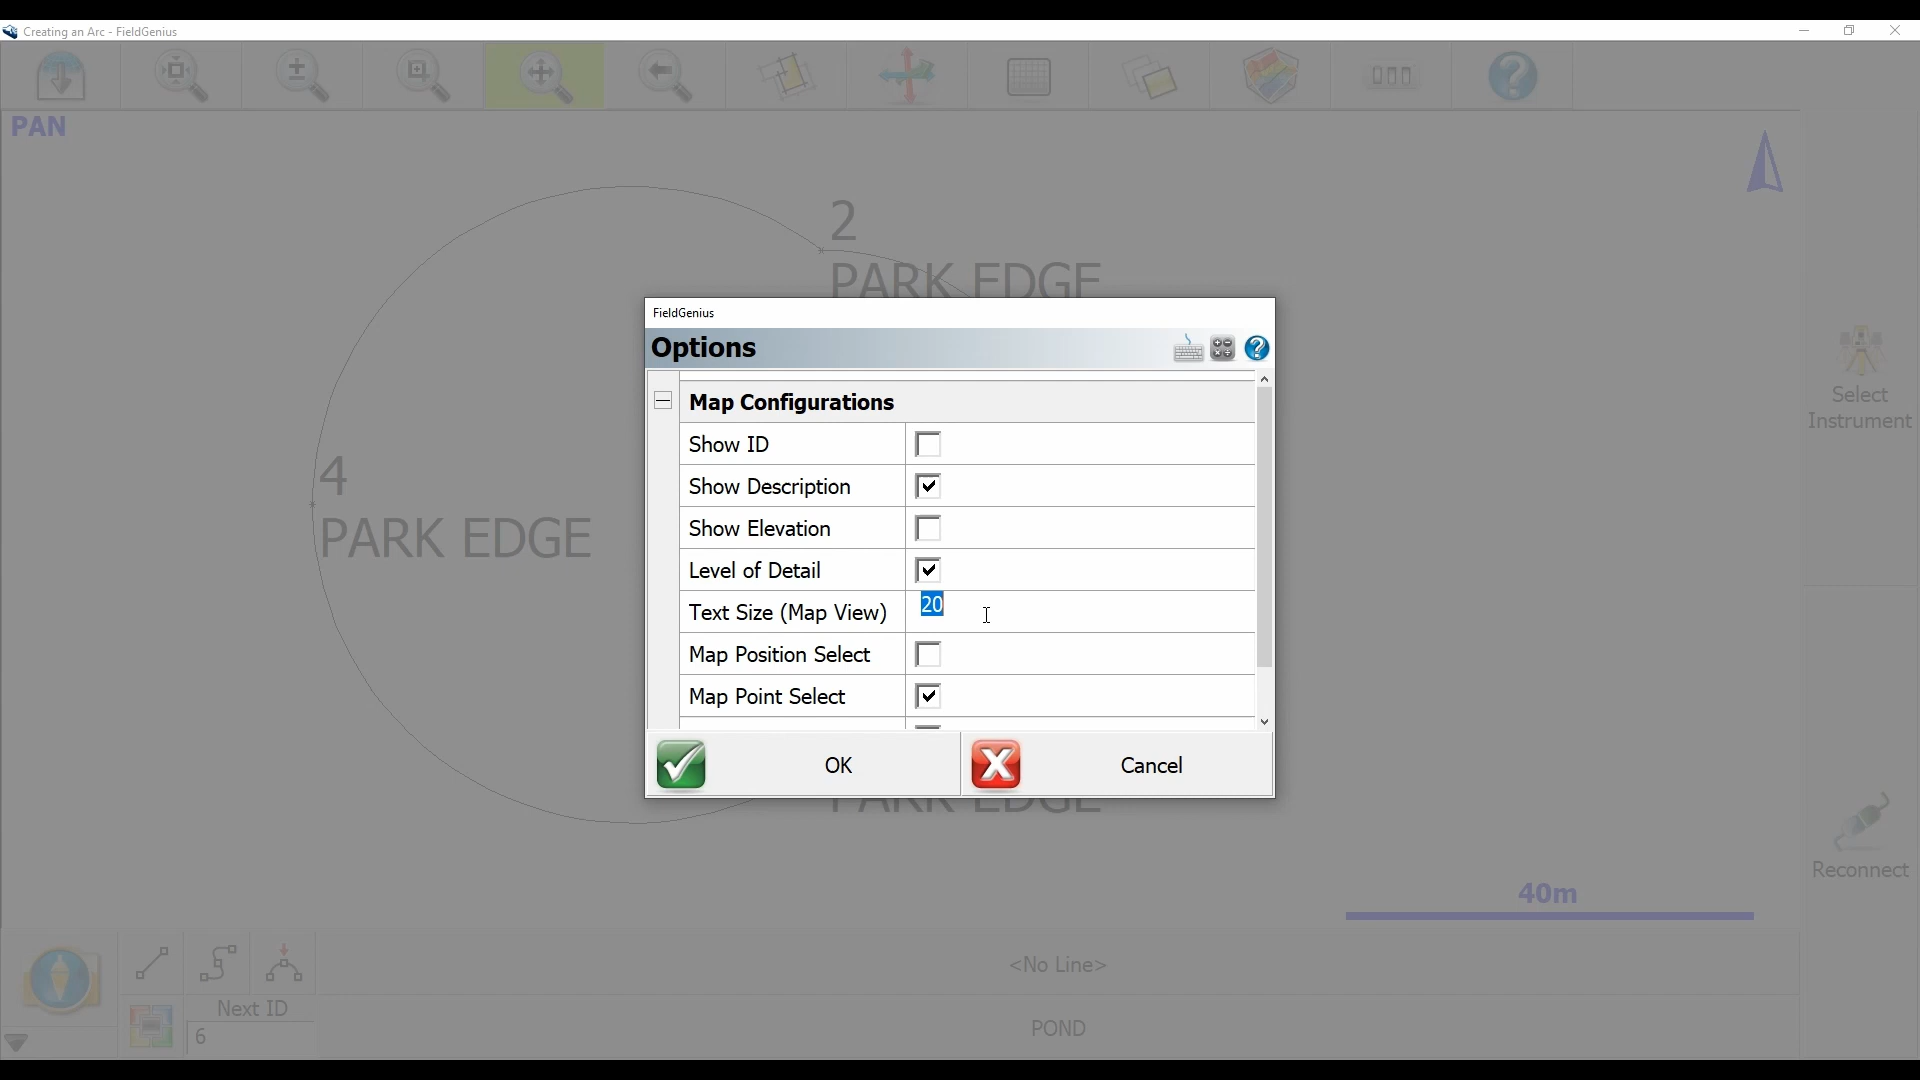 Creating an Arc - FieldGenius
PAN
2
PARK EDGE
4
PARK EDGE
FieldGenius
Options
Map Configurations
Show ID
Show Description
Show Elevation
Level of Detail
Text Size (Map View) 20
Map Position Select
Map Point Select
OK
Cancel
PARK EDGE
Select
Instrument
Reconnect
40m
<No Line>
Next ID
6
POND